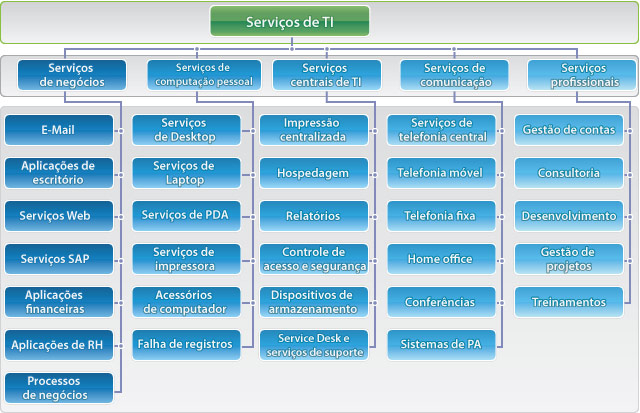 Serviços de TI
Serviços
de negócios
Serviços de
computação pessoal
Serviços
centrais de TI
Serviços de
comunicação
Serviços
profissionais
E-Mail
Aplicações de
escritório
Serviços Web
Serviços SAP
Aplicações
financeiras
Aplicações de RH
Processos
de negócios
Serviços
de Desktop
Serviços de
Laptop
Serviços de PDA
Serviços de
impressora
Acessórios
de computador
Falha de registros
Impressão
centralizada
Hospedagem
Relatórios
Controle de
acesso e segurança
Dispositivos de
armazenamento
Service Desk e
serviços de suporte
Serviços de
telefonia central
Telefonia móvel
Telefonia fixa
Home office
Conferências
Sistemas de PA
Gestão de contas
Consultoria
Desenvolvimento
Gestão de
projetos
Treinamentos